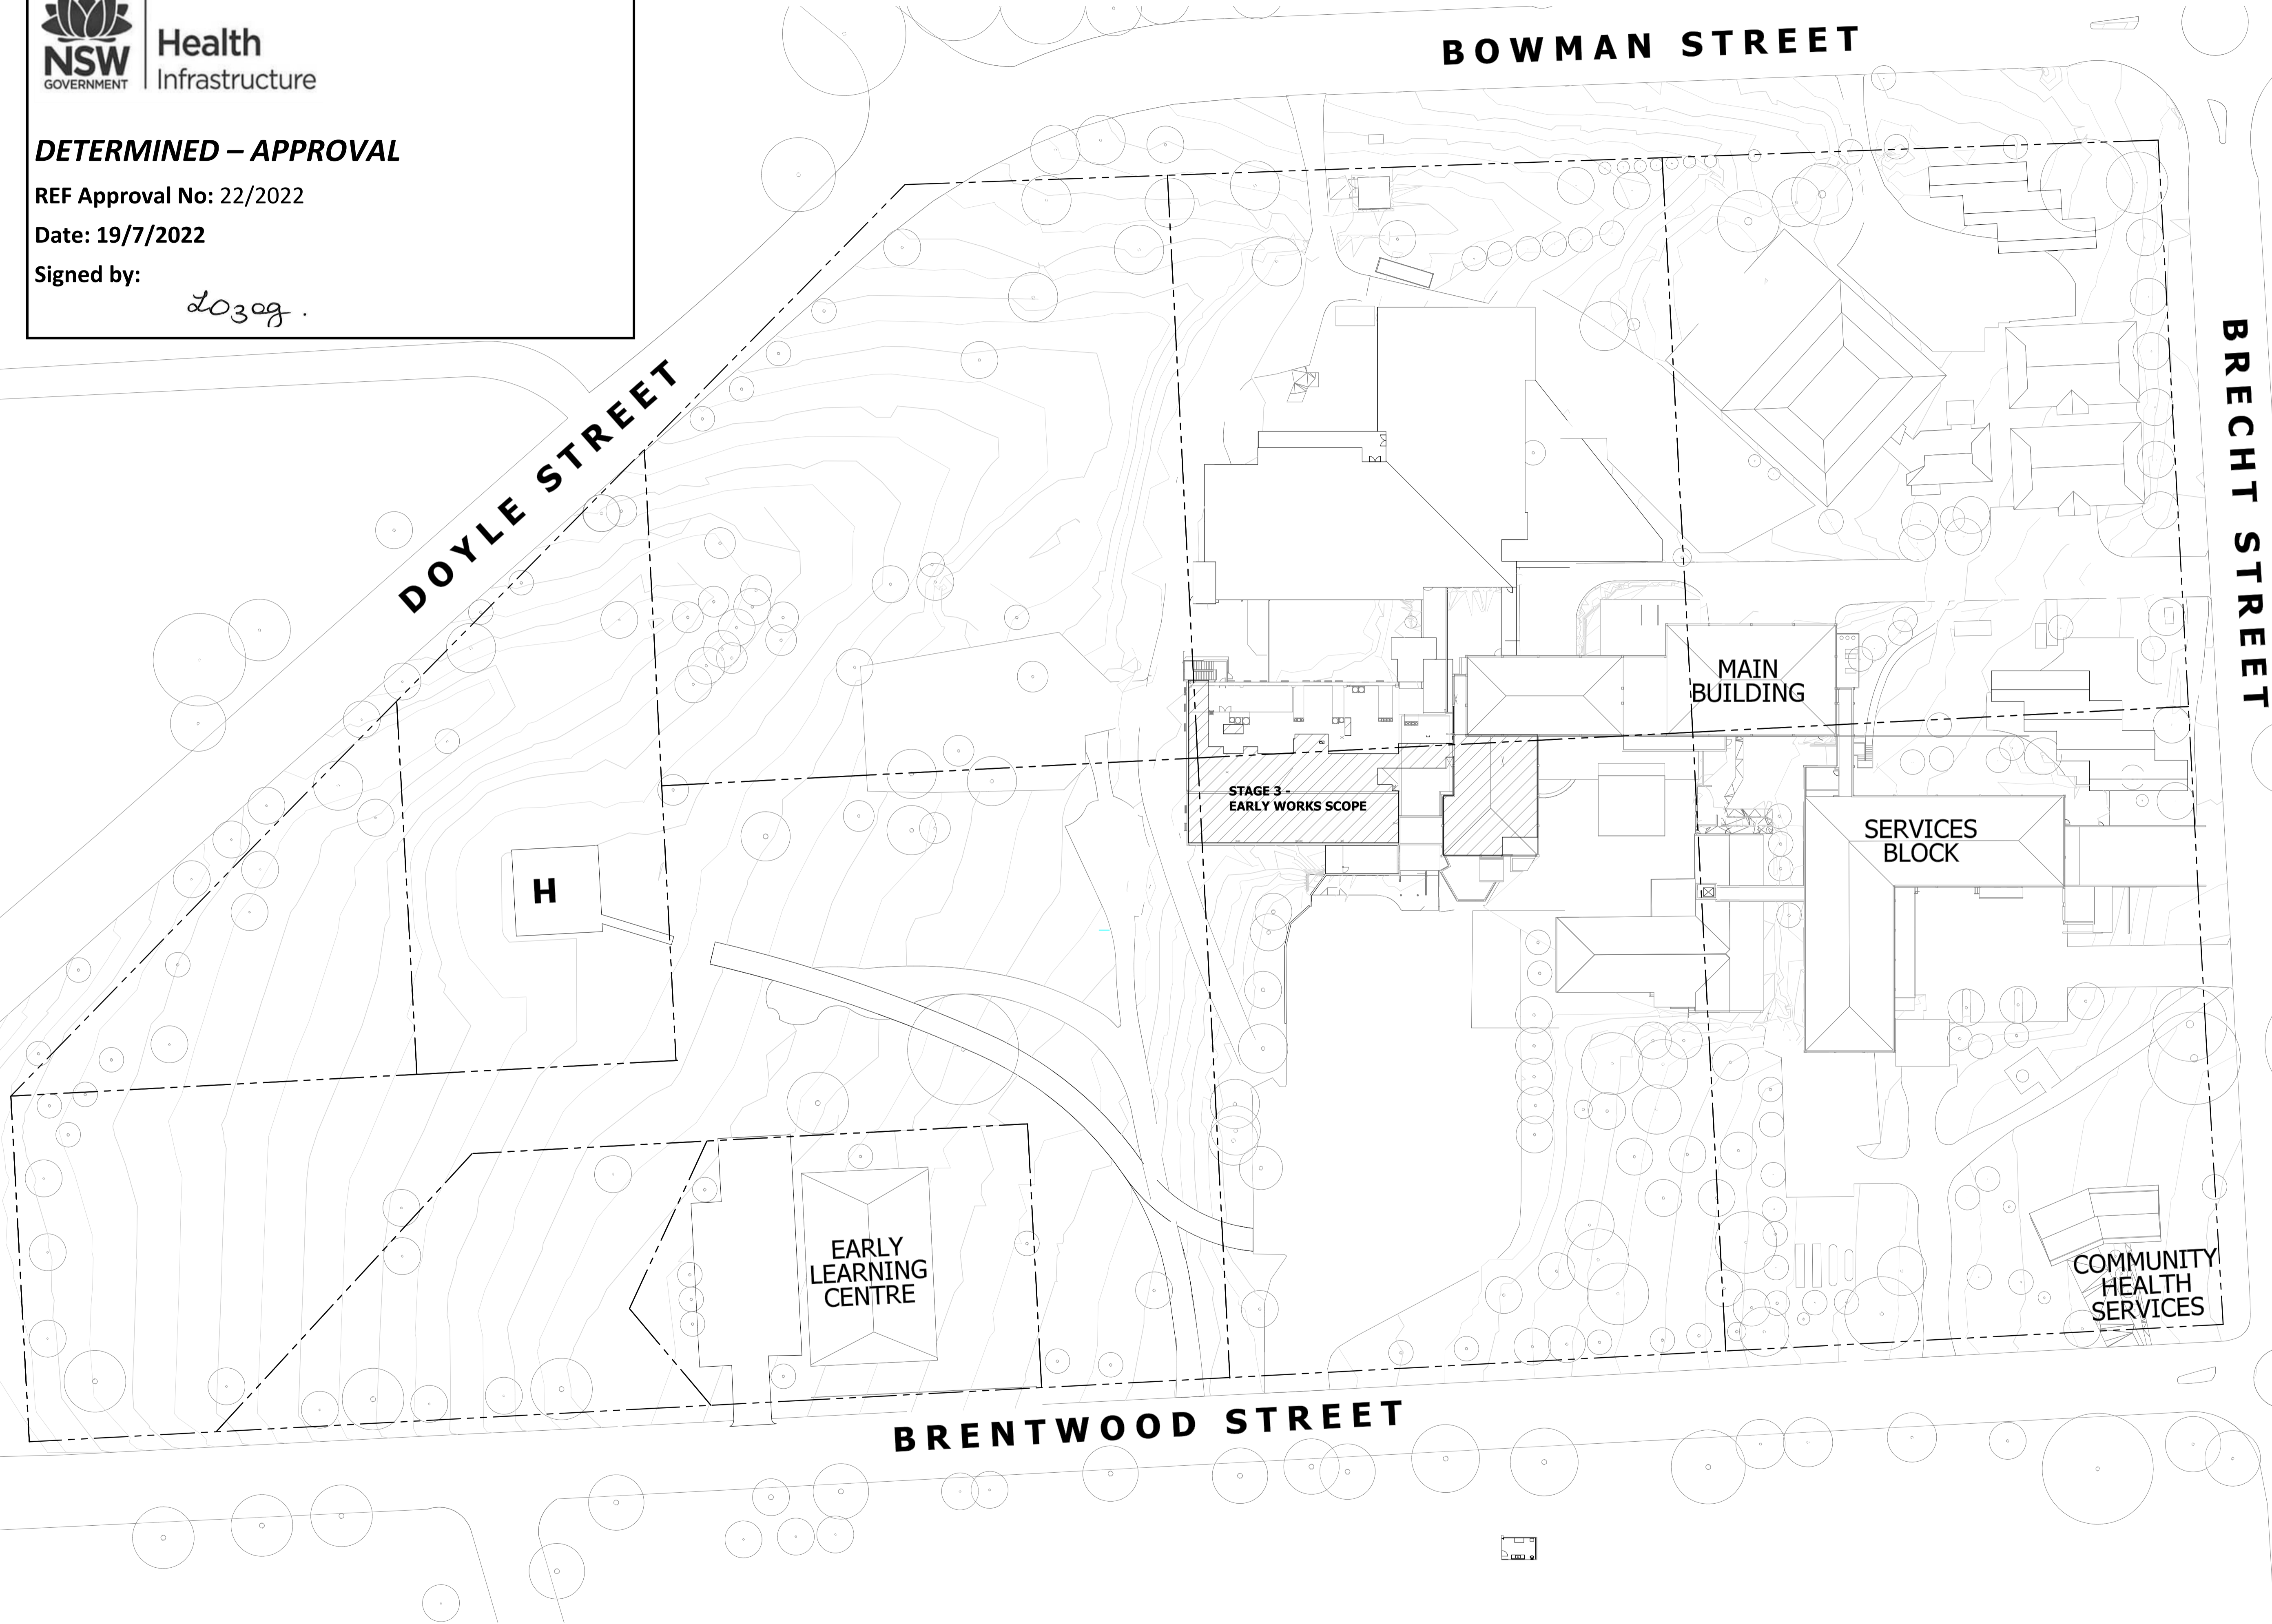 NSW
GOVERNMENT
Health
Infrastructure
DETERMINED – APPROVAL
REF Approval No: 22/2022
Date: 19/7/2022
Signed by:
BOWMAN STREET
BRECHT STREET
DOYLE STREET
MAIN
BUILDING
STAGE 3 -
EARLY WORKS SCOPE
SERVICES
BLOCK
H
EARLY
LEARNING
CENTRE
COMMUNITY
HEALTH
SERVICES
BRENTWOOD STREET